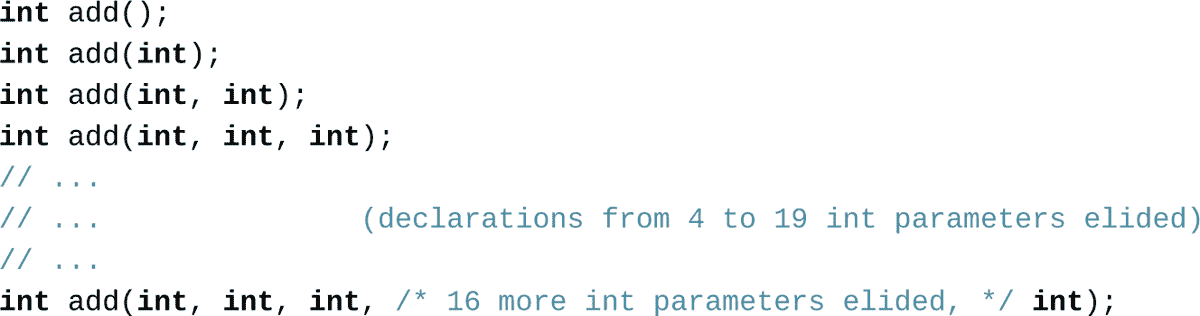 int add();
int add(int);
int add(int, int);
int add(int, int, int);
// ...
// ... (declarations from 4 to 19 int parameters elided)
// ...
int add(int, int, int, /* 16 more int parameters elided, */ int);